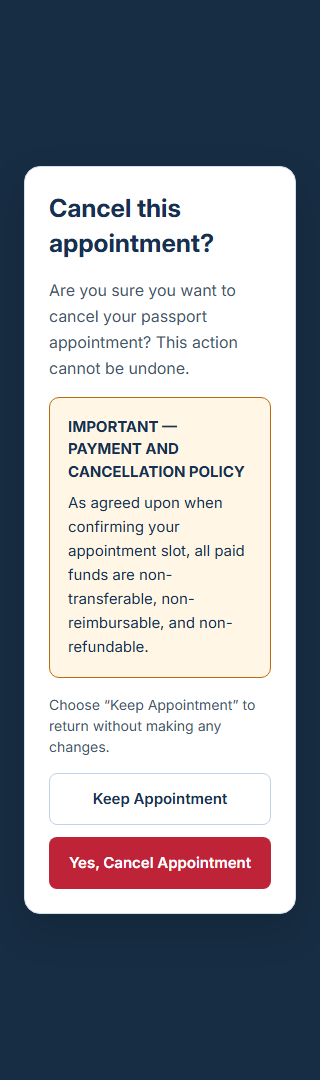 Cancel this
appointment?
Are you sure you want to
cancel your passport
appointment? This action
cannot be undone.
IMPORTANT —
PAYMENT AND
CANCELLATION POLICY
As agreed upon when
confirming your
appointment slot, all paid
funds are non-
transferable, non-
reimbursable, and non-
refundable.
Choose “Keep Appointment” to
return without making any
changes.
Keep Appointment
Yes, Cancel Appointment